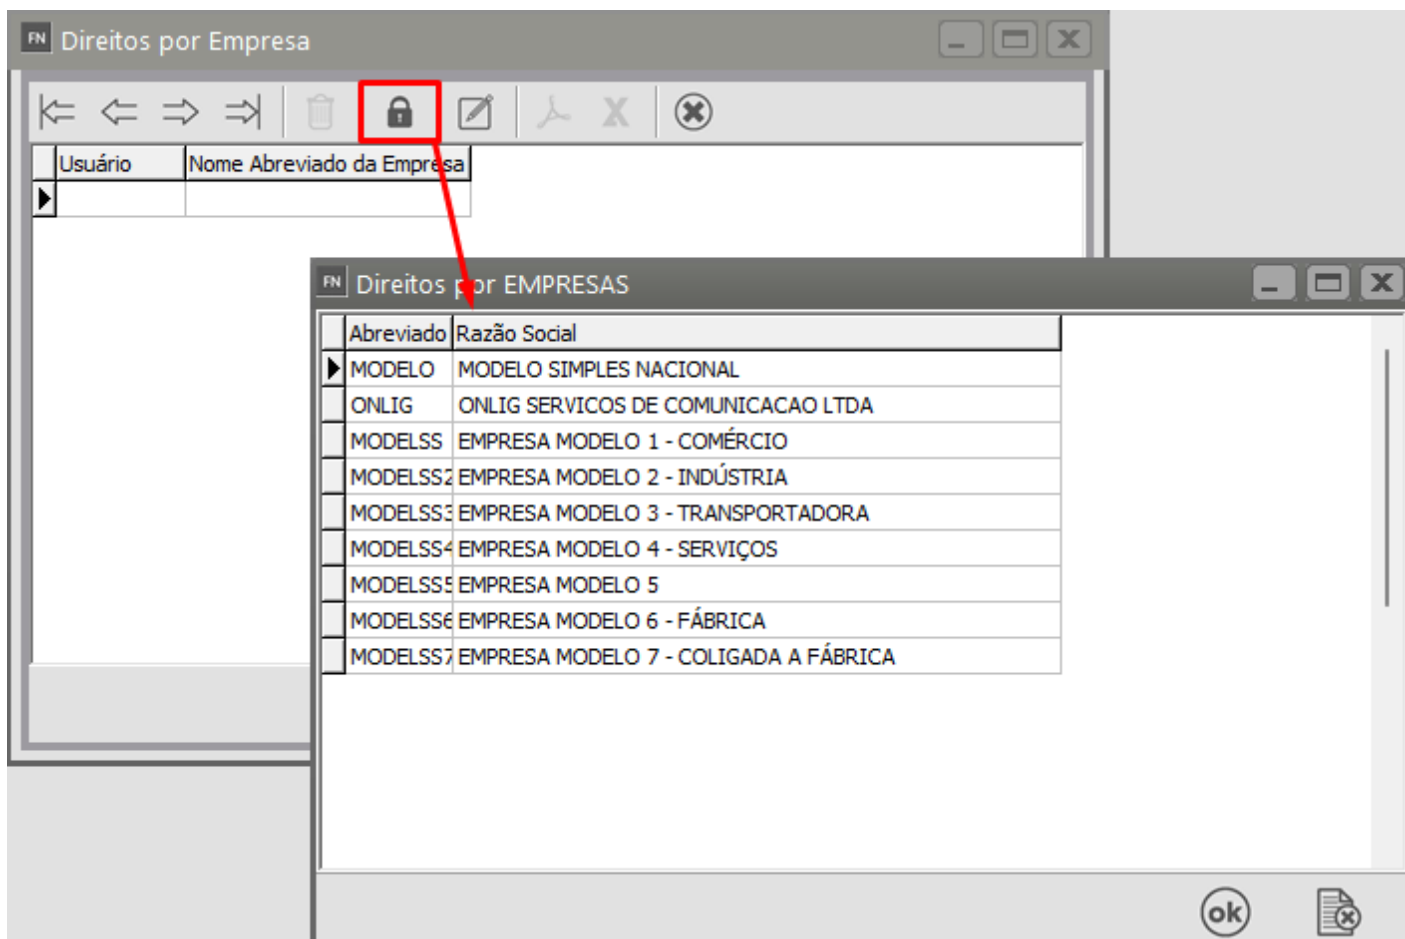 FN Direitos por Empresa
Usuário Nome Abreviado da Empresa
FN Direitos por EMPRESAS
Abreviado Razão Social
MODELO MODELO SIMPLES NACIONAL
ONLIG ONLIG SERVICOS DE COMUNICACAO LTDA
MODELSS EMPRESA MODELO 1 - COMÉRCIO
MODELSS2 EMPRESA MODELO 2 - INDÚSTRIA
MODELSS3 EMPRESA MODELO 3 - TRANSPORTADORA
MODELSS4 EMPRESA MODELO 4 - SERVIÇOS
MODELSS5 EMPRESA MODELO 5
MODELSS6 EMPRESA MODELO 6 - FÁBRICA
MODELSS7 EMPRESA MODELO 7 - COLIGADA A FÁBRICA
ok